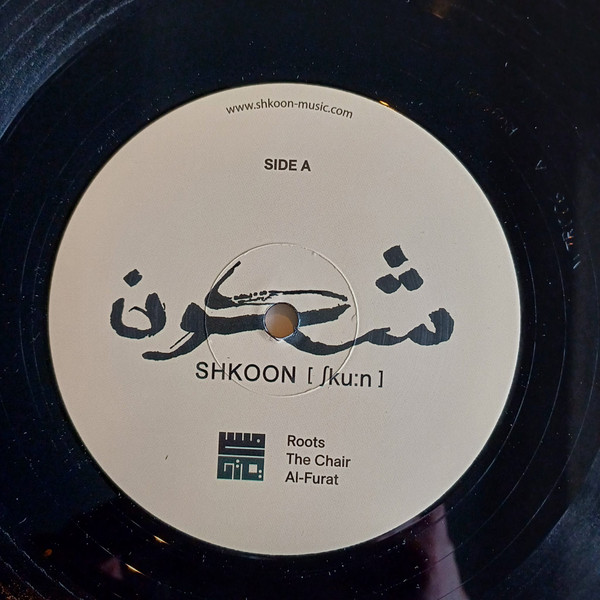 www.shkoon-music.com
SIDE A
شكون
SHKOON [ ʃku:n ]
Roots
The Chair
Al-Furat